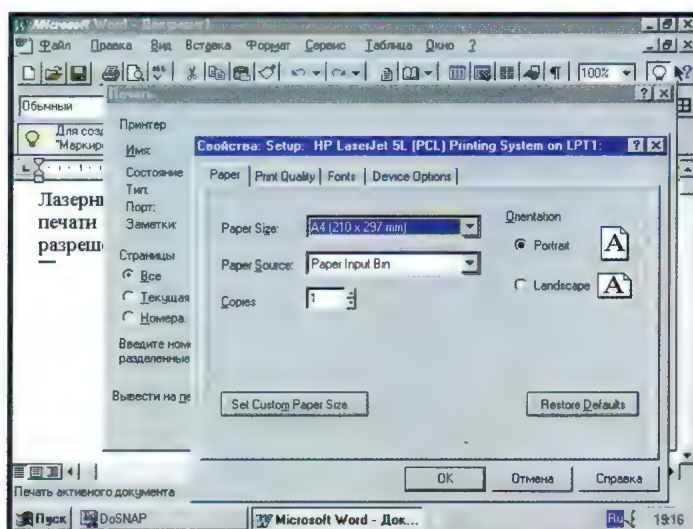 Microsoft Word - Документ1
Файл Правка Вид Вставка Формат Сервис Таблица Окно ?
100%
Обычный
Печать
Для созд
"Маркиро
Принтер
Имя:
Состояние
Тип:
Порт:
Заметки:
Лазерны
печати
разреше
Свойства: Setup: HP LaserJet 5L (PCL) Printing System on LPT1:
Paper Print Quality Fonts Device Options
Paper Size: A4 (210 x 297 mm)
Orientation
Portrait A
Paper Source: Paper Input Bin
Landscape A
Copies 1
Страницы
Все
Текущая
Номера
Введите ном
разделенные
Вывести на пе
Set Custom Paper Size
Restore Defaults
OK Отмена Справка
Печать активного документа
Пуск DoSNAP Microsoft Word - Док... Ru 19:16